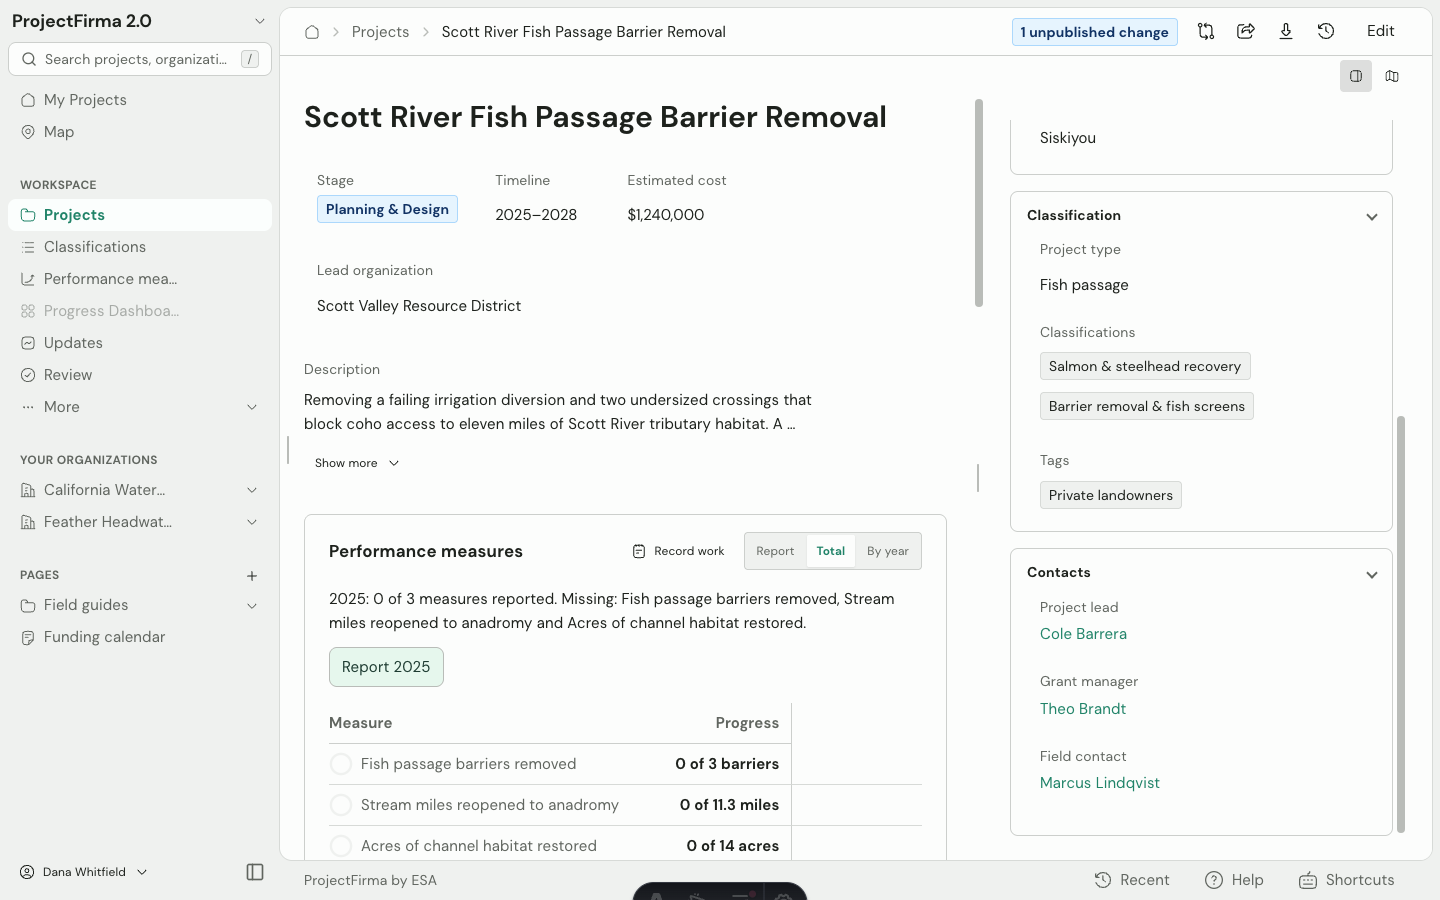 ProjectFirma 2.0
Search projects, organizati...
/
My Projects
Map
WORKSPACE
Projects
Classifications
Performance mea...
Progress Dashboa...
Updates
Review
More
YOUR ORGANIZATIONS
California Water...
Feather Headwat...
PAGES
Field guides
Funding calendar
Dana Whitfield
Projects
Scott River Fish Passage Barrier Removal
1 unpublished change
Edit
Scott River Fish Passage Barrier Removal
Stage
Timeline
Estimated cost
Planning & Design
2025–2028
$1,240,000
Lead organization
Scott Valley Resource District
Description
Removing a failing irrigation diversion and two undersized crossings that
block coho access to eleven miles of Scott River tributary habitat. A ...
Show more
Performance measures
Record work
Report
Total
By year
2025: 0 of 3 measures reported. Missing: Fish passage barriers removed, Stream
miles reopened to anadromy and Acres of channel habitat restored.
Report 2025
Measure Progress
Fish passage barriers removed 0 of 3 barriers
Stream miles reopened to anadromy 0 of 11.3 miles
Acres of channel habitat restored 0 of 14 acres
Siskiyou
Classification
Project type
Fish passage
Classifications
Salmon & steelhead recovery
Barrier removal & fish screens
Tags
Private landowners
Contacts
Project lead
Cole Barrera
Grant manager
Theo Brandt
Field contact
Marcus Lindqvist
ProjectFirma by ESA
Recent
Help
Shortcuts